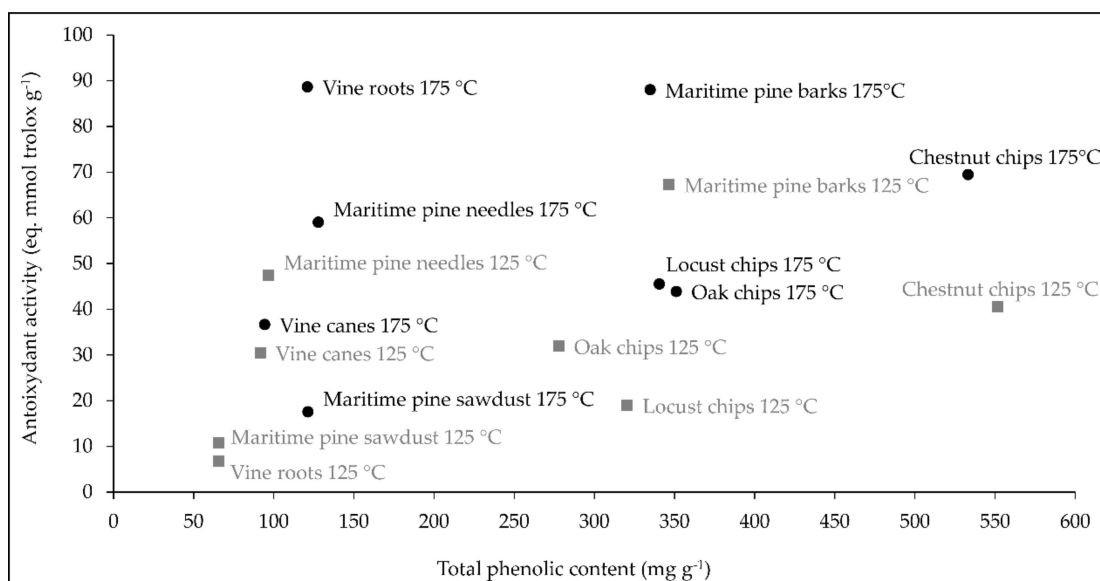 Antoixydant activity (eq. mmol trolox g-1)
100
90
80
70
60
50
40
30
20
10
0
Vine roots 175 °C
Maritime pine barks 175°C
Chestnut chips 175°C
Maritime pine barks 125 °C
Maritime pine needles 175 °C
Maritime pine needles 125 °C
Locust chips 175 °C
Oak chips 175 °C
Chestnut chips 125 °C
Vine canes 175 °C
Vine canes 125 °C
Oak chips 125 °C
Maritime pine sawdust 175 °C
Locust chips 125 °C
Maritime pine sawdust 125 °C
Vine roots 125 °C
0 50 100 150 200 250 300 350 400 450 500 550 600
Total phenolic content (mg g-1)